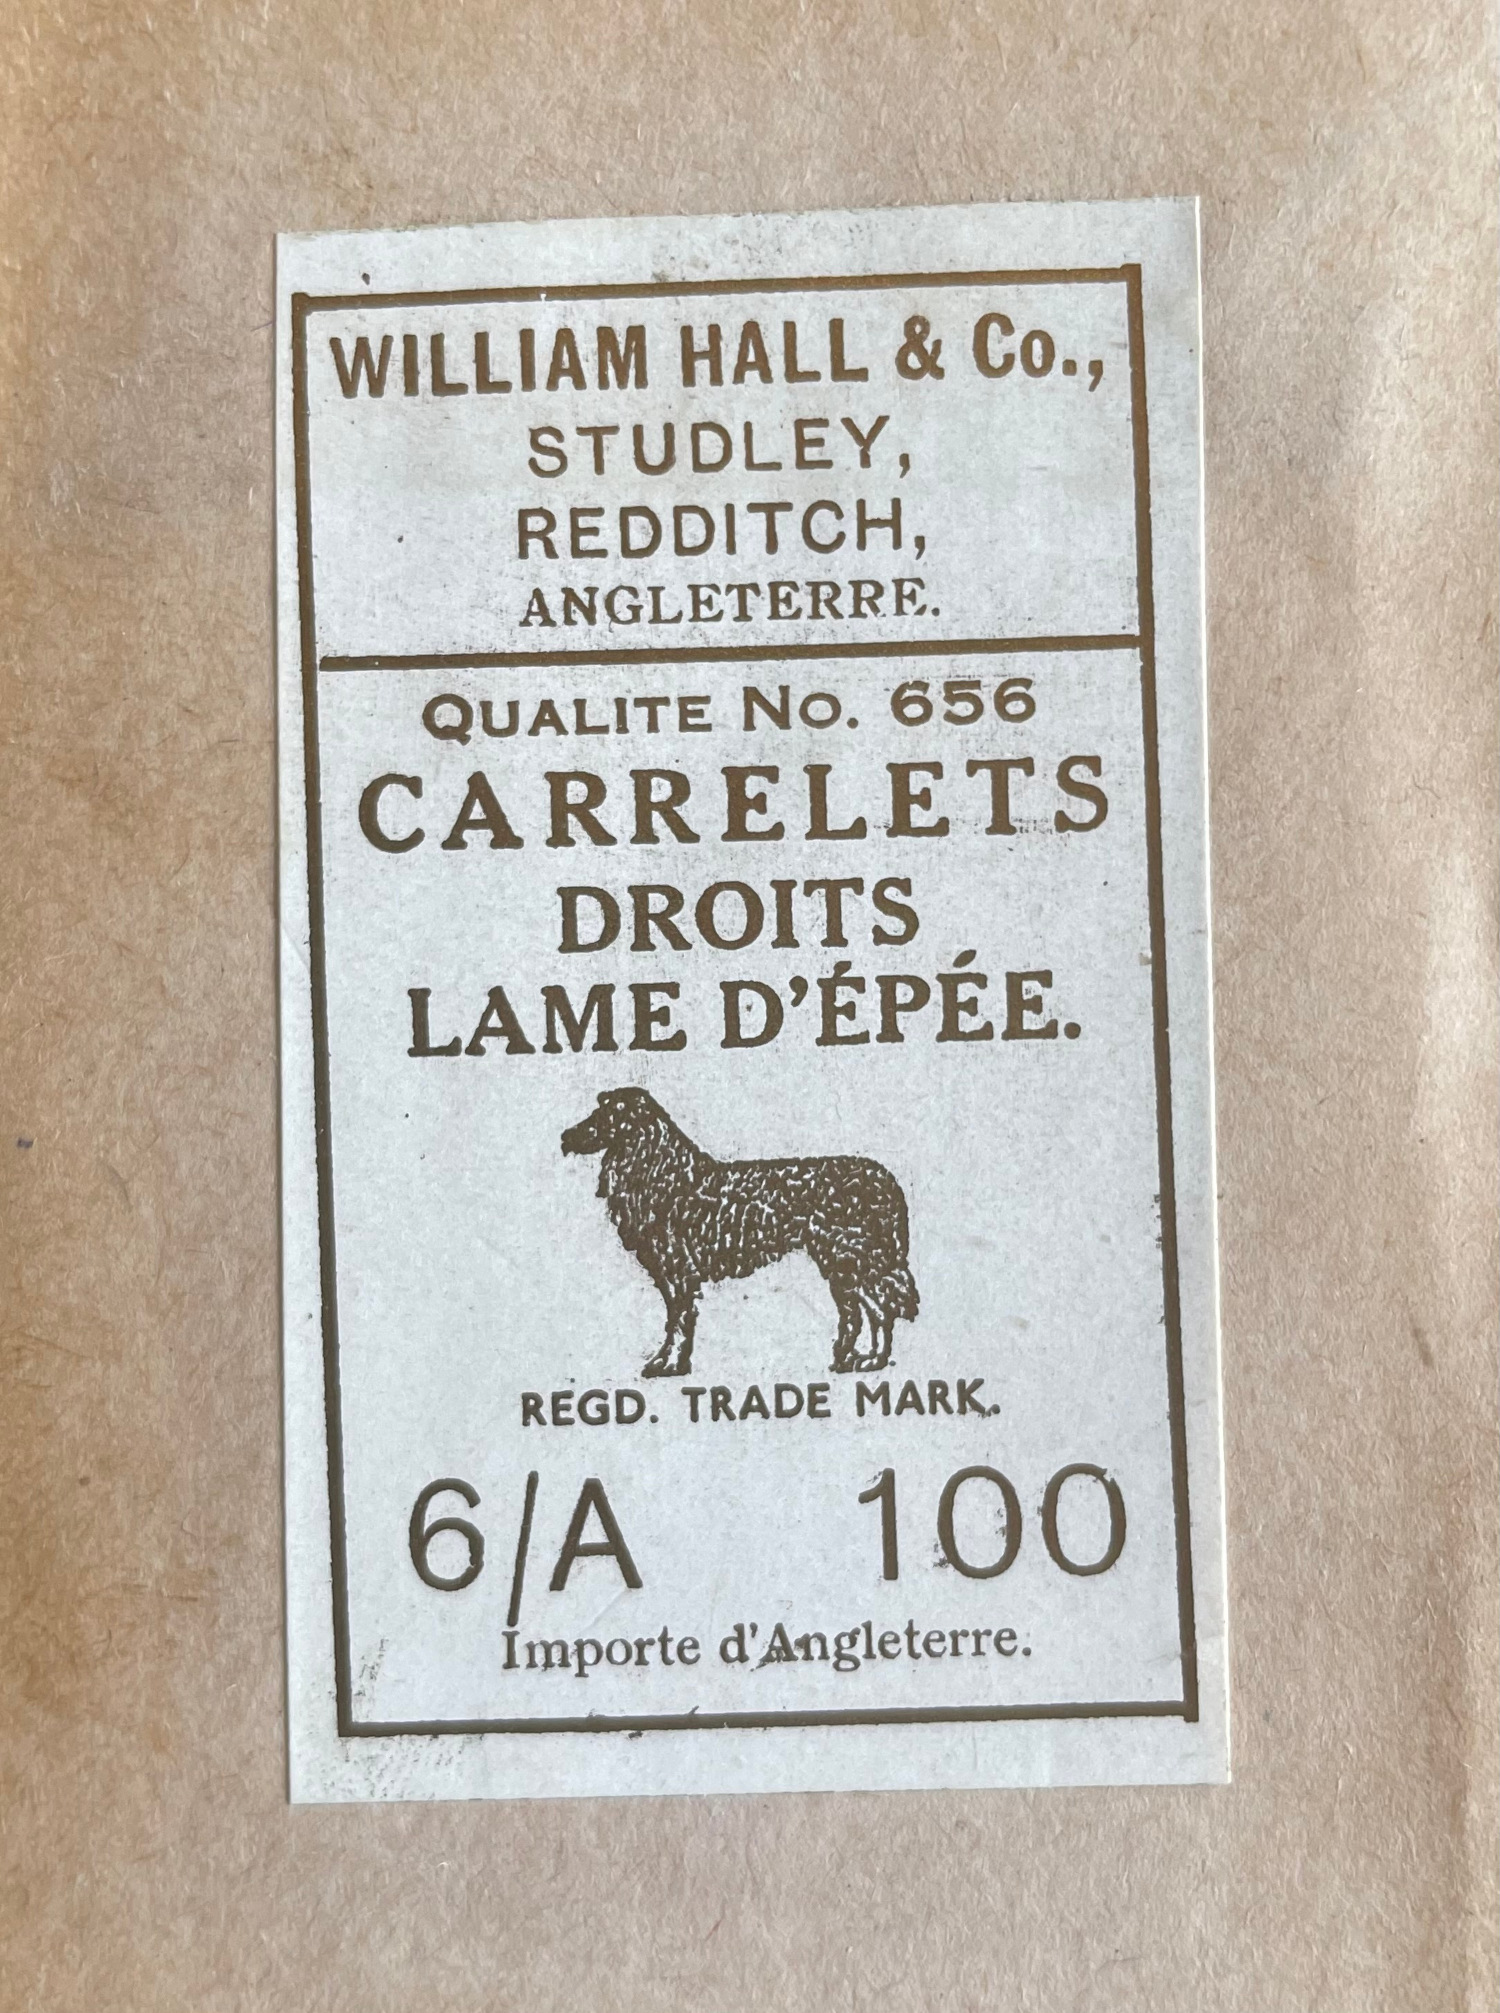 WILLIAM HALL & Co.,
STUDLEY,
REDDITCH,
ANGLETERRE.
QUALITE No. 656
CARRELETS
DROITS
LAME D'ÉPÉE.
REGD. TRADE MARK.
6/A 100
Importe d'Angleterre.